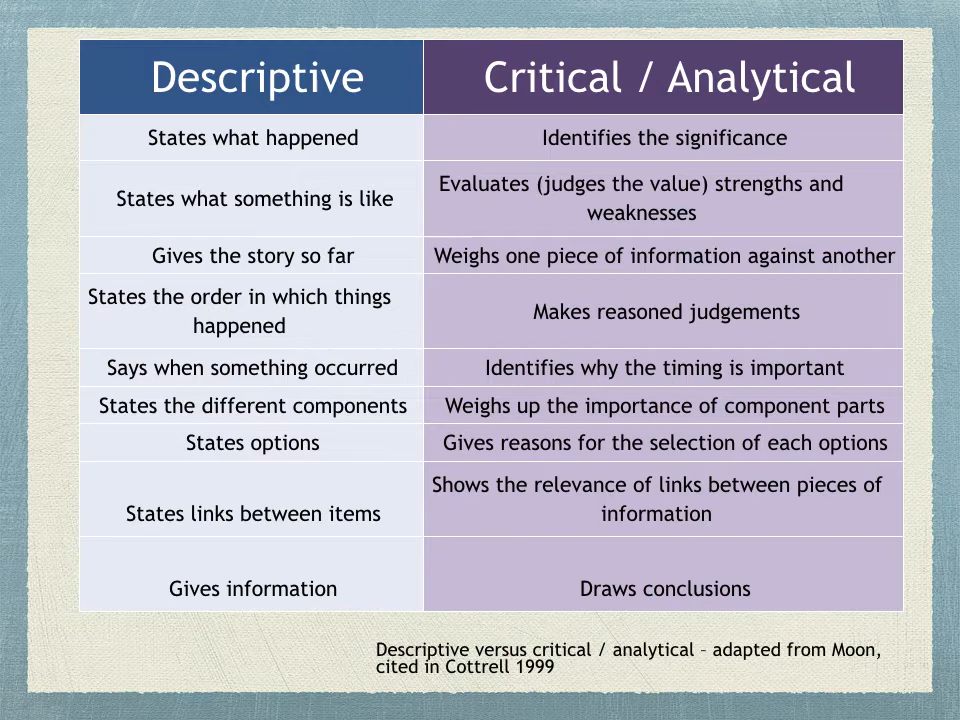 Descriptive
Critical / Analytical
States what happened
Identifies the significance
States what something is like
Evaluates (judges the value) strengths and
weaknesses
Gives the story so far
Weighs one piece of information against another
States the order in which things
happened
Makes reasoned judgements
Says when something occurred
Identifies why the timing is important
States the different components
Weighs up the importance of component parts
States options
Gives reasons for the selection of each options
States links between items
Shows the relevance of links between pieces of
information
Gives information
Draws conclusions
Descriptive versus critical / analytical – adapted from Moon,
cited in Cottrell 1999